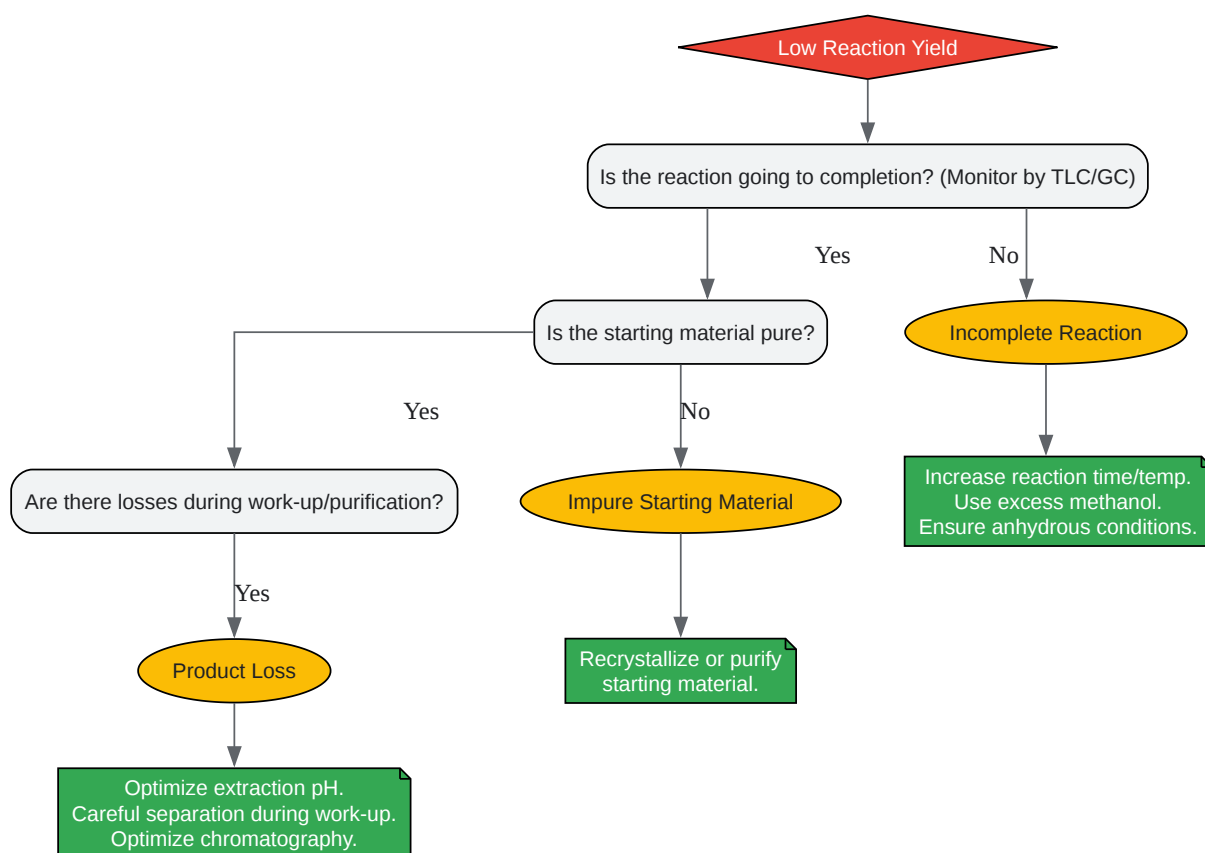 Low Reaction Yield
Is the reaction going to completion? (Monitor by TLC/GC)
Yes
No
Is the starting material pure?
Incomplete Reaction
Yes
No
Increase reaction time/temp.
Use excess methanol.
Ensure anhydrous conditions.
Are there losses during work-up/purification?
Impure Starting Material
Yes
Product Loss
Recrystallize or purify
starting material.
Optimize extraction pH.
Careful separation during work-up.
Optimize chromatography.